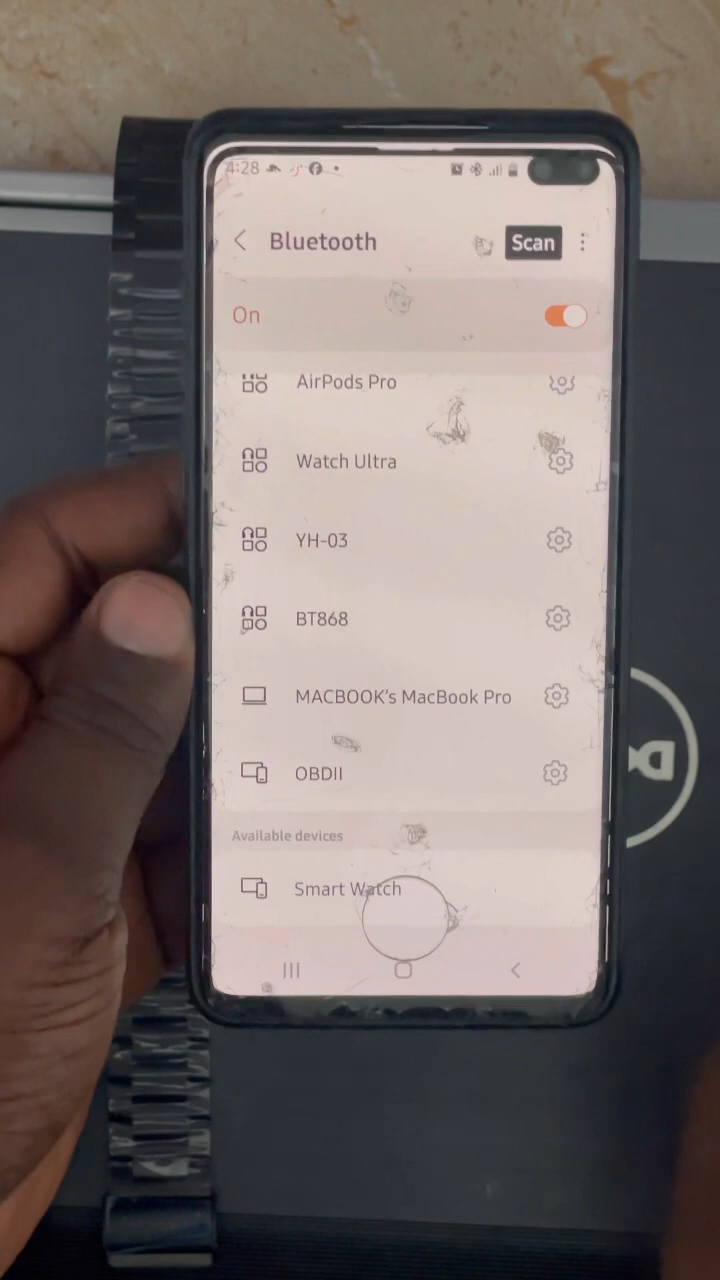 4:28
Bluetooth
Scan
On
AirPods Pro
Watch Ultra
YH-03
BT868
MACBOOK's MacBook Pro
OBDII
Available devices
Smart Watch